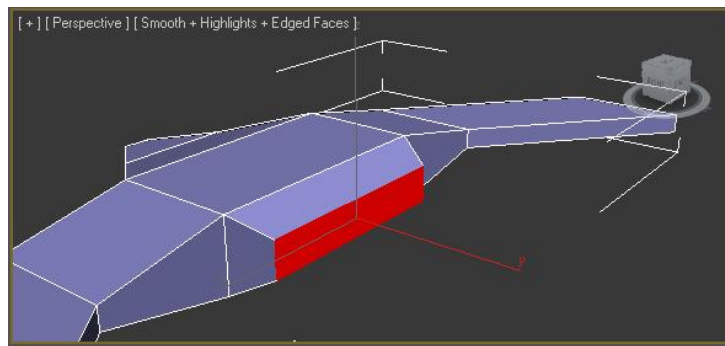 [ + ] [ Perspective ] [ Smooth + Highlights + Edged Faces ]